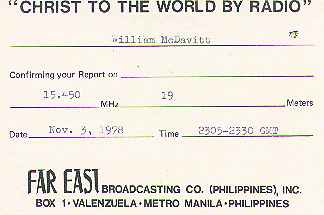 "CHRIST TO THE WORLD BY RADIO"
William McDavitt
Confirming your Report on
15.450 MHz 19 Meters
Date Nov. 3, 1978 Time 2305-2330 GMT
FAR EAST BROADCASTING CO. (PHILIPPINES), INC.
BOX 1 • VALENZUELA • METRO MANILA • PHILIPPINES